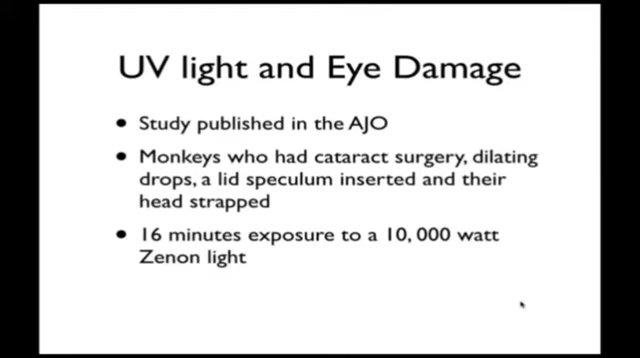 UV light and Eye Damage
• Study published in the AJO
• Monkeys who had cataract surgery, dilating
drops, a lid speculum inserted and their
head strapped
• 16 minutes exposure to a 10, 000 watt
Zenon light